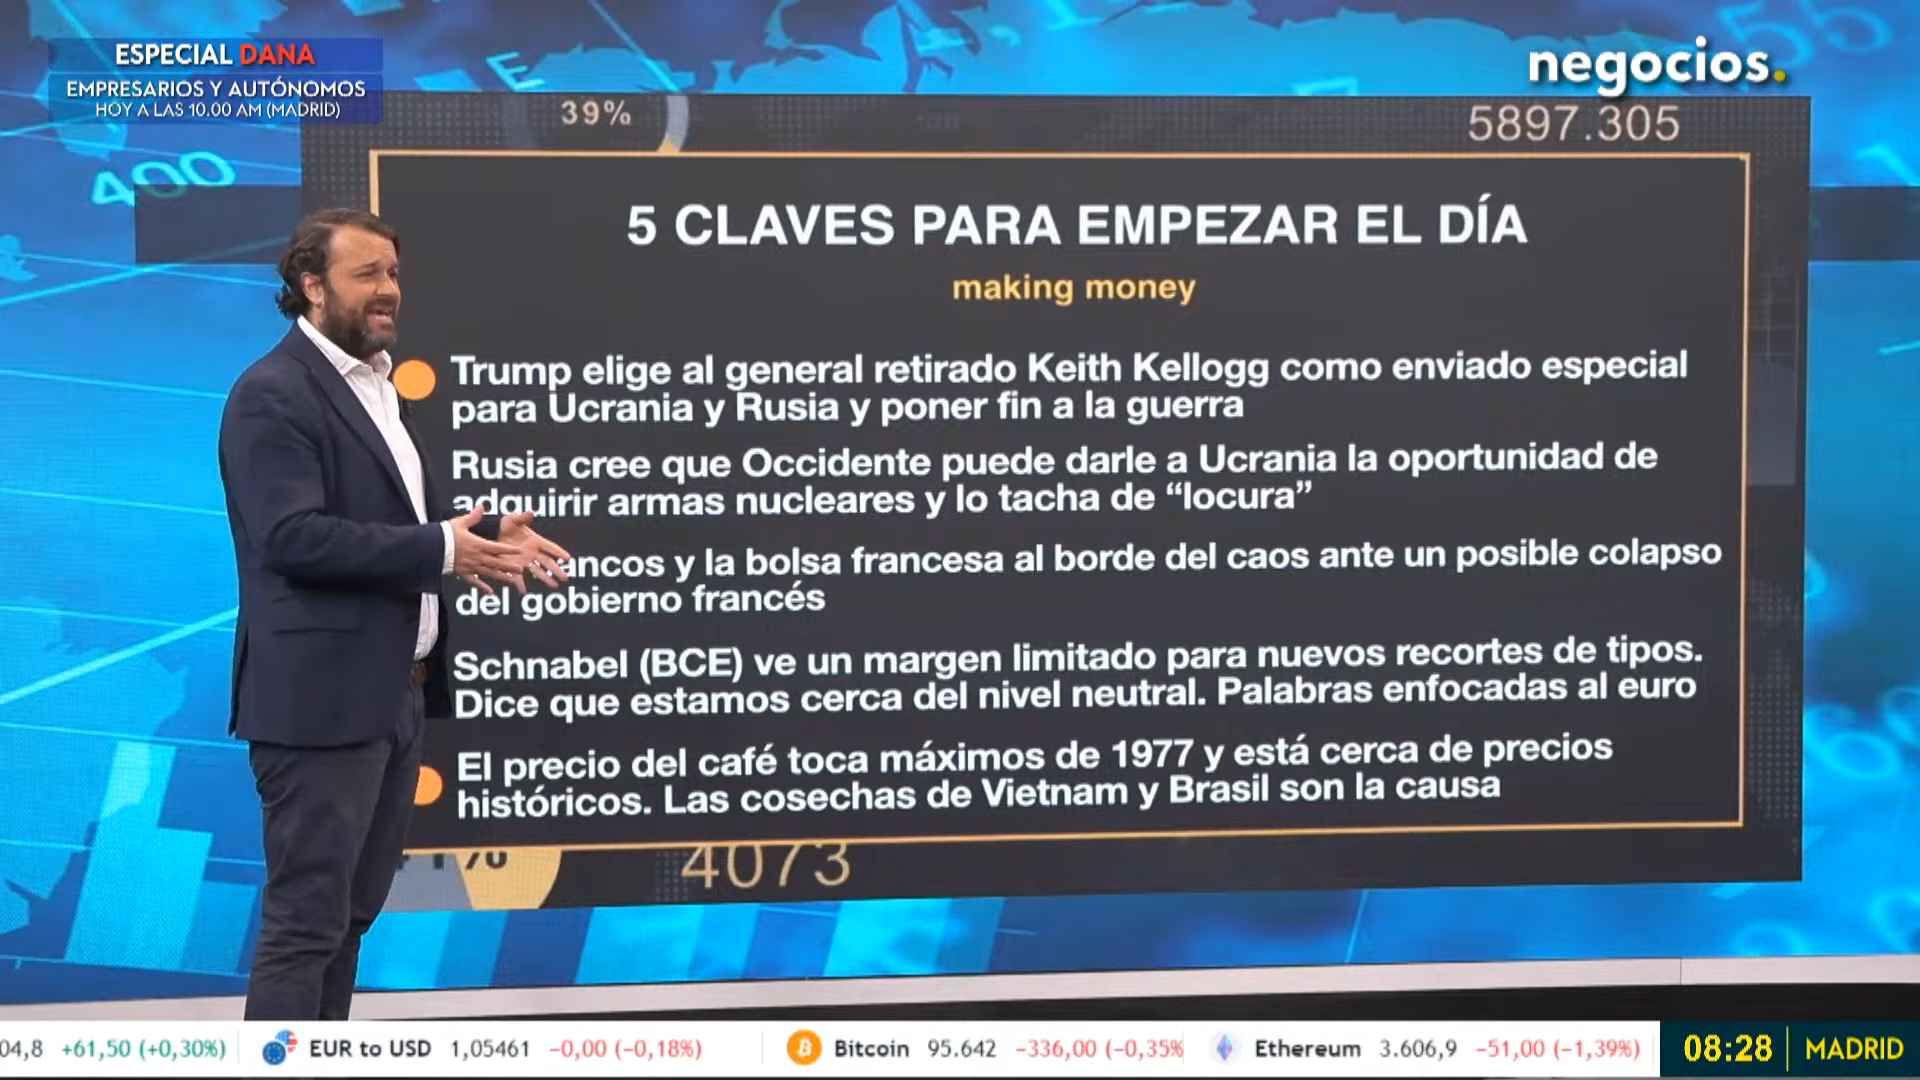 ESPECIAL DANA
EMPRESARIOS Y AUTÓNOMOS
HOY A LAS 10.00 AM (MADRID)
negocios.
400
39%
5897.305
5 CLAVES PARA EMPEZAR EL DÍA
making money
Trump elige al general retirado Keith Kellogg como enviado especial
para Ucrania y Rusia y poner fin a la guerra
Rusia cree que Occidente puede darle a Ucrania la oportunidad de
adquirir armas nucleares y lo tacha de “locura”
y la bolsa francesa al borde del caos ante un posible colapso
del gobierno francés
Schnabel (BCE) ve un margen limitado para nuevos recortes de tipos.
Dice que estamos cerca del nivel neutral. Palabras enfocadas al euro
El precio del café toca máximos de 1977 y está cerca de precios
históricos. Las cosechas de Vietnam y Brasil son la causa
4073
04,8 +61,50 (+0,30%) EUR to USD 1,05461 -0,00 (-0,18%) Bitcoin 95.642 -336,00 (-0,35% Ethereum 3.606,9 -51,00 (-1,39%) 08:28 MADRID